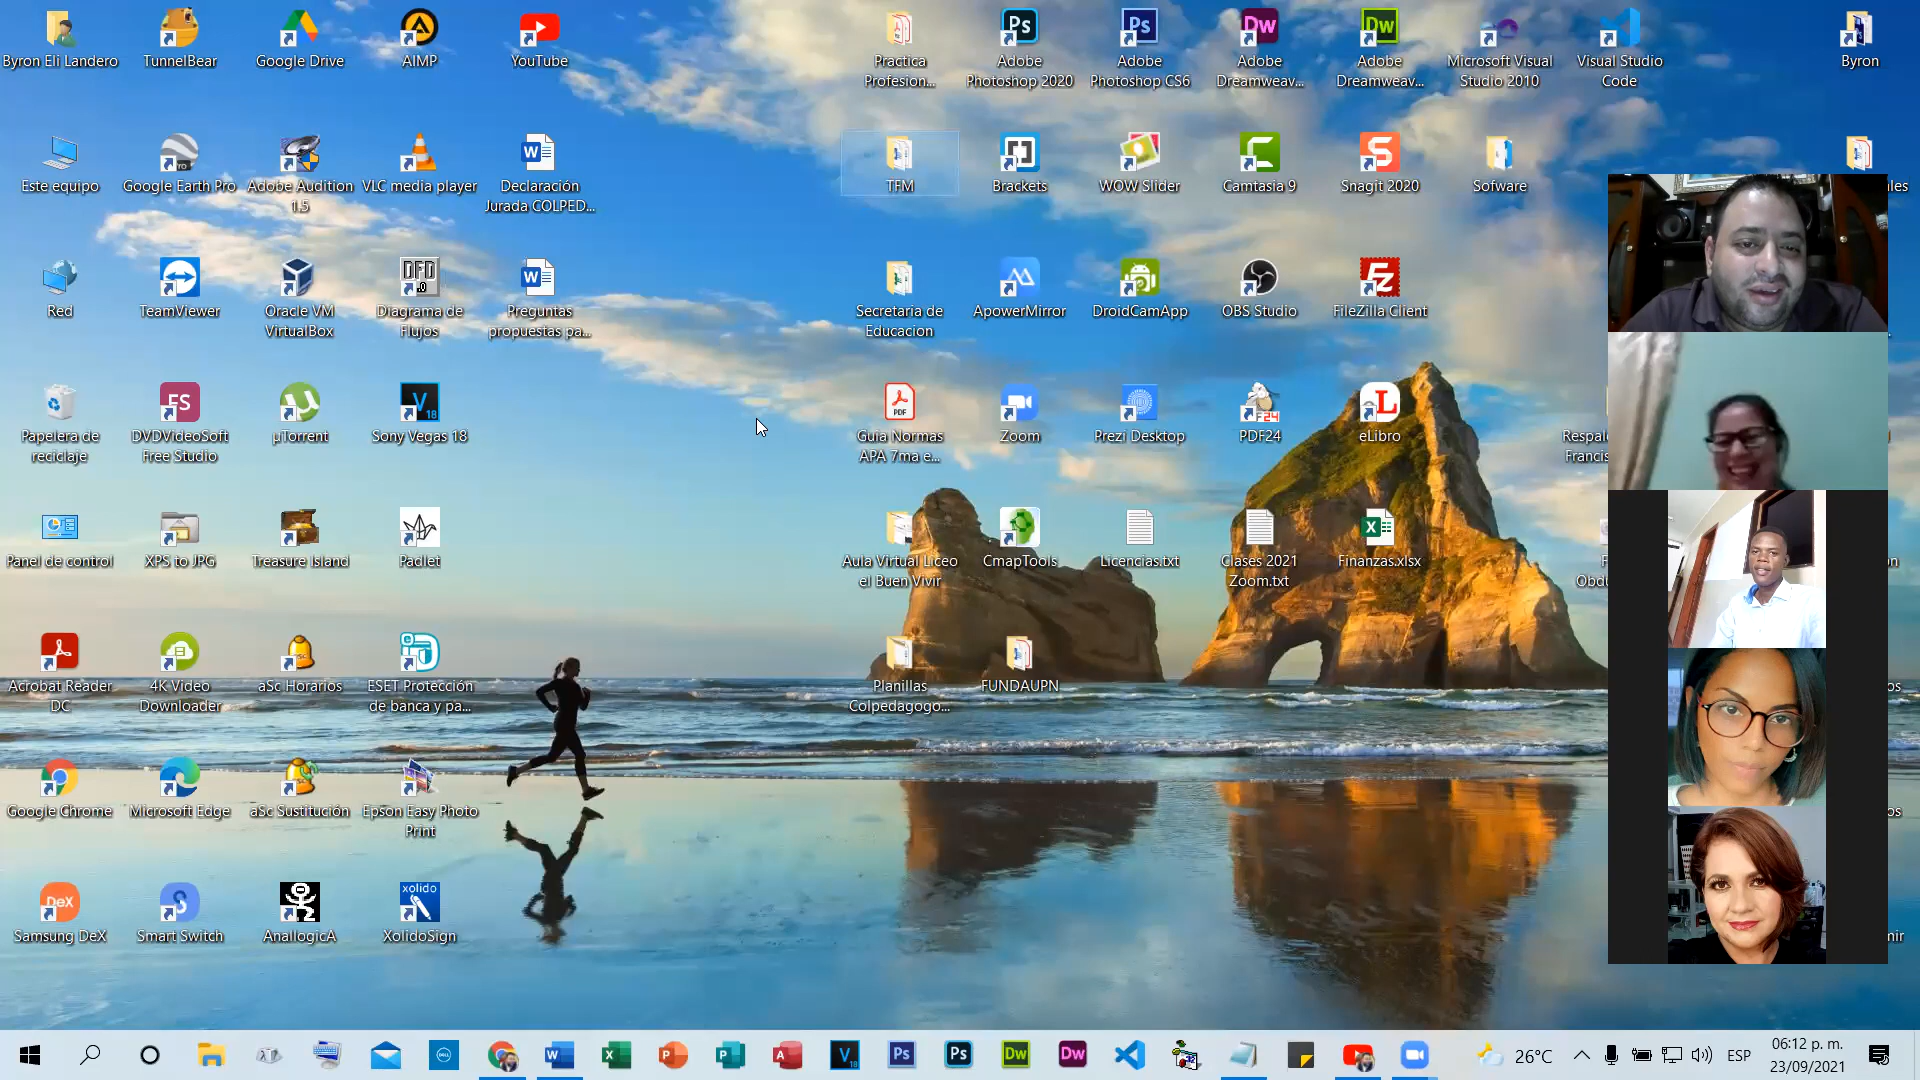 Byron Eli Landero
TunnelBear
Google Drive
AIMP
YouTube
Practica
Profesion...
Adobe
Photoshop 2020
Adobe
Photoshop CS6
Adobe
Dreamweav...
Adobe
Dreamweav...
Microsoft Visual
Studio 2010
Visual Studio
Code
Byron
Este equipo
Google Earth Pro
Adobe Audition
1.5
VLC media player
Declaración
Jurada COLPED...
TFM
Brackets
WOW Slider
Camtasia 9
Snagit 2020
Sofware
Red
TeamViewer
Oracle VM
VirtualBox
Diagrama de
Flujos
Preguntas
propuestas pa...
Secretaria de
Educacion
ApowerMirror
DroidCamApp
OBS Studio
FileZilla Client
Papelera de
reciclaje
DVDVideoSoft
Free Studio
µTorrent
Sony Vegas 18
Guia Normas
APA 7ma e...
Zoom
Prezi Desktop
PDF24
eLibro
Panel de control
XPS to JPG
Treasure Island
Padlet
Aula Virtual Liceo
el Buen Vivir
CmapTools
Licencias.txt
Clases 2021
Zoom.txt
Finanzas.xlsx
Acrobat Reader
DC
4K Video
Downloader
aSc Horarios
ESET Protección
de banca y pa...
Planillas
Colpedagogo...
FUNDAUPN
Google Chrome
Microsoft Edge
aSc Sustitución
Epson Easy Photo
Print
Samsung DeX
Smart Switch
AnallogicA
XolidoSign
26°C
ESP
06:12 p. m.
23/09/2021